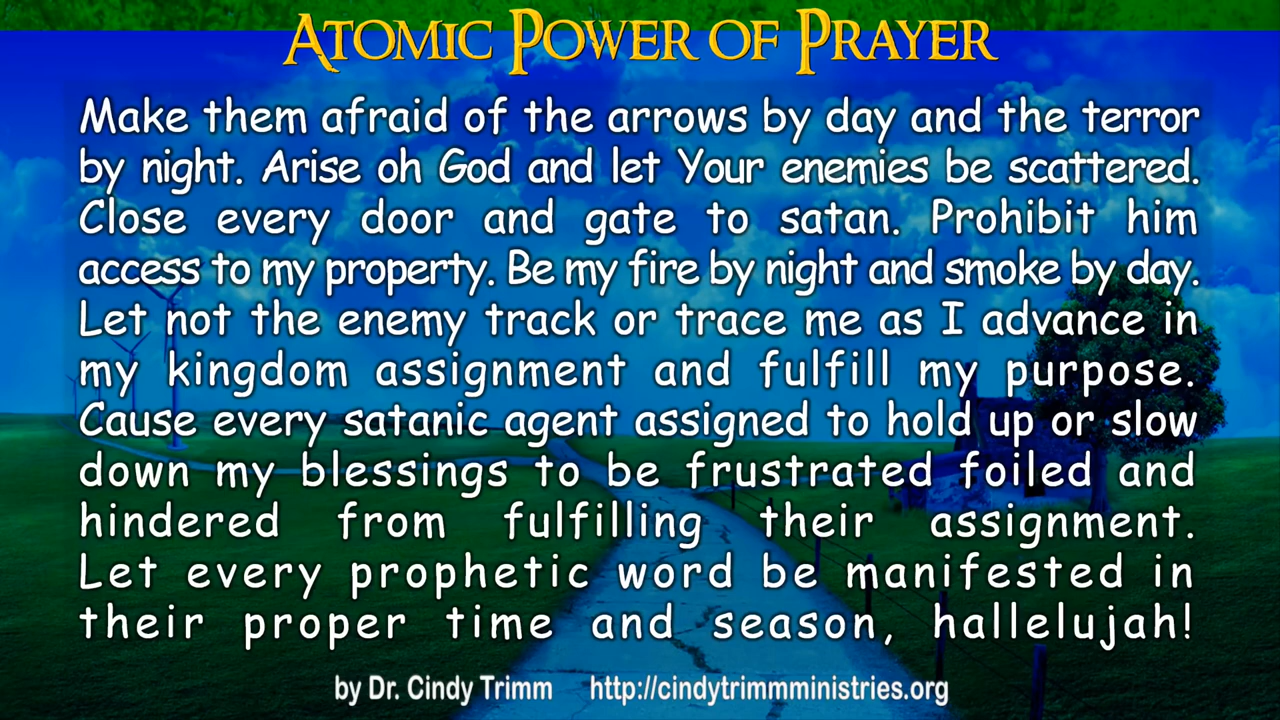 ATOMIC POWER OF PRAYER
Make them afraid of the arrows by day and the terror
by night. Arise oh God and let Your enemies be scattered.
Close every door and gate to satan. Prohibit him
access to my property. Be my fire by night and smoke by day.
Let not the enemy track or trace me as I advance in
my kingdom assignment and fulfill my purpose.
Cause every satanic agent assigned to hold up or slow
down my blessings to be frustrated foiled and
hindered from fulfilling their assignment.
Let every prophetic word be manifested in
their proper time and season, hallelujah!
by Dr. Cindy Trimm http://cindytrimmministries.org